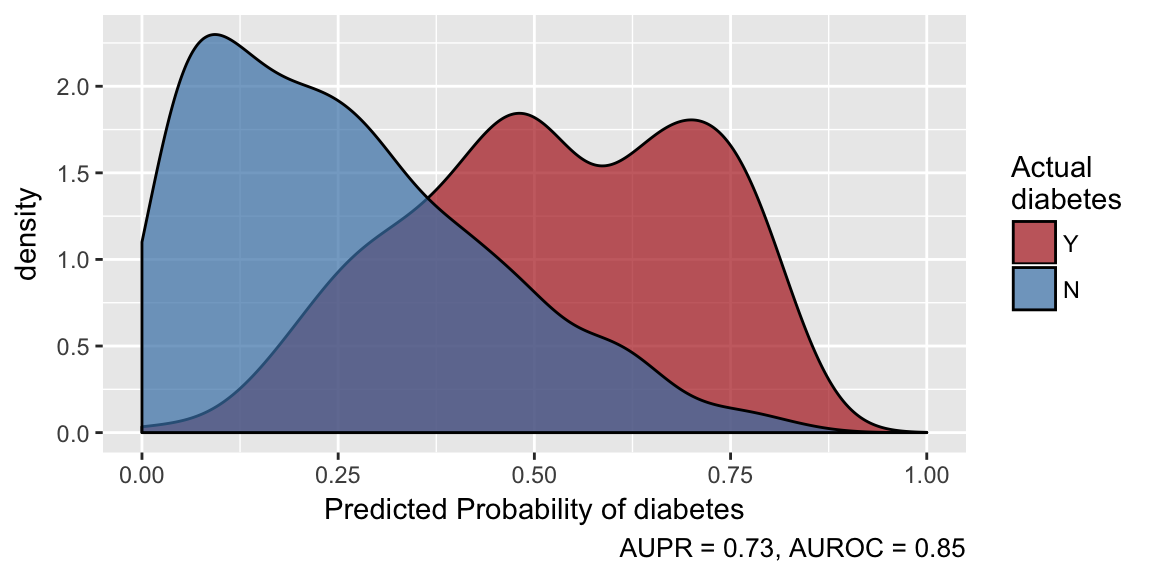 2.0
1.5
1.0
0.5
0.0
density
0.00 0.25 0.50 0.75 1.00
Predicted Probability of diabetes
AUPR = 0.73, AUROC = 0.85
Actual
diabetes
Y
N